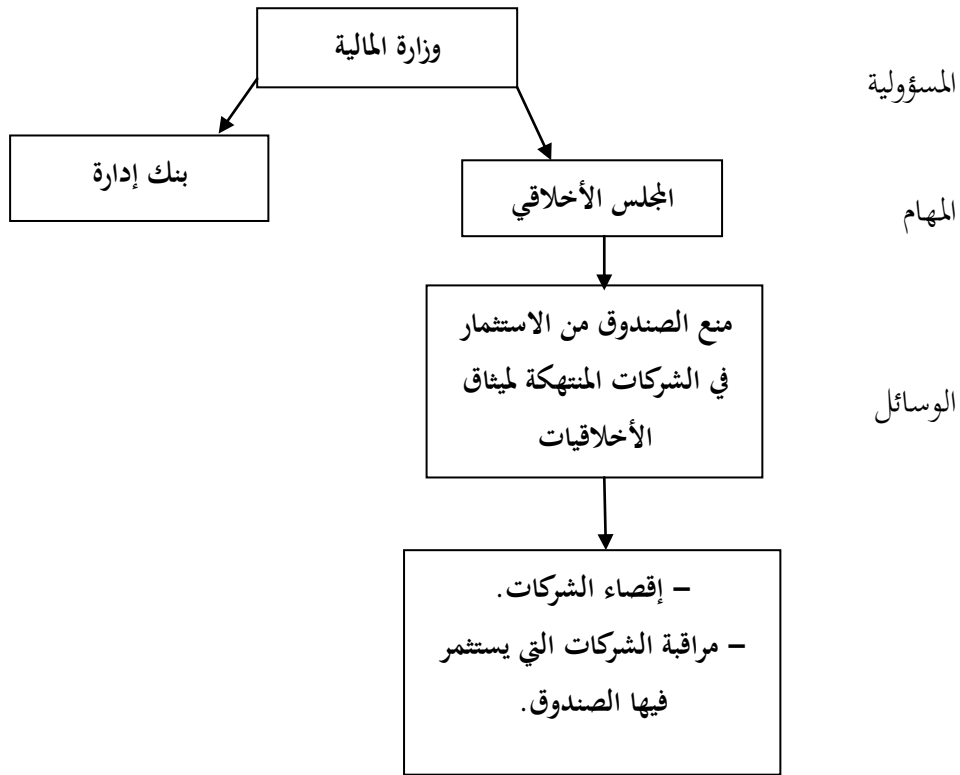 وزارة المالية
المسؤولية
بنك إدارة
المجلس الأخلاقي
المهام
منع الصندوق من الاستثمار
في الشركات المنتهكة لميثاق
الأخلاقيات
الوسائل
– إقصاء الشركات.
– مراقبة الشركات التي يستثمر
فيها الصندوق.